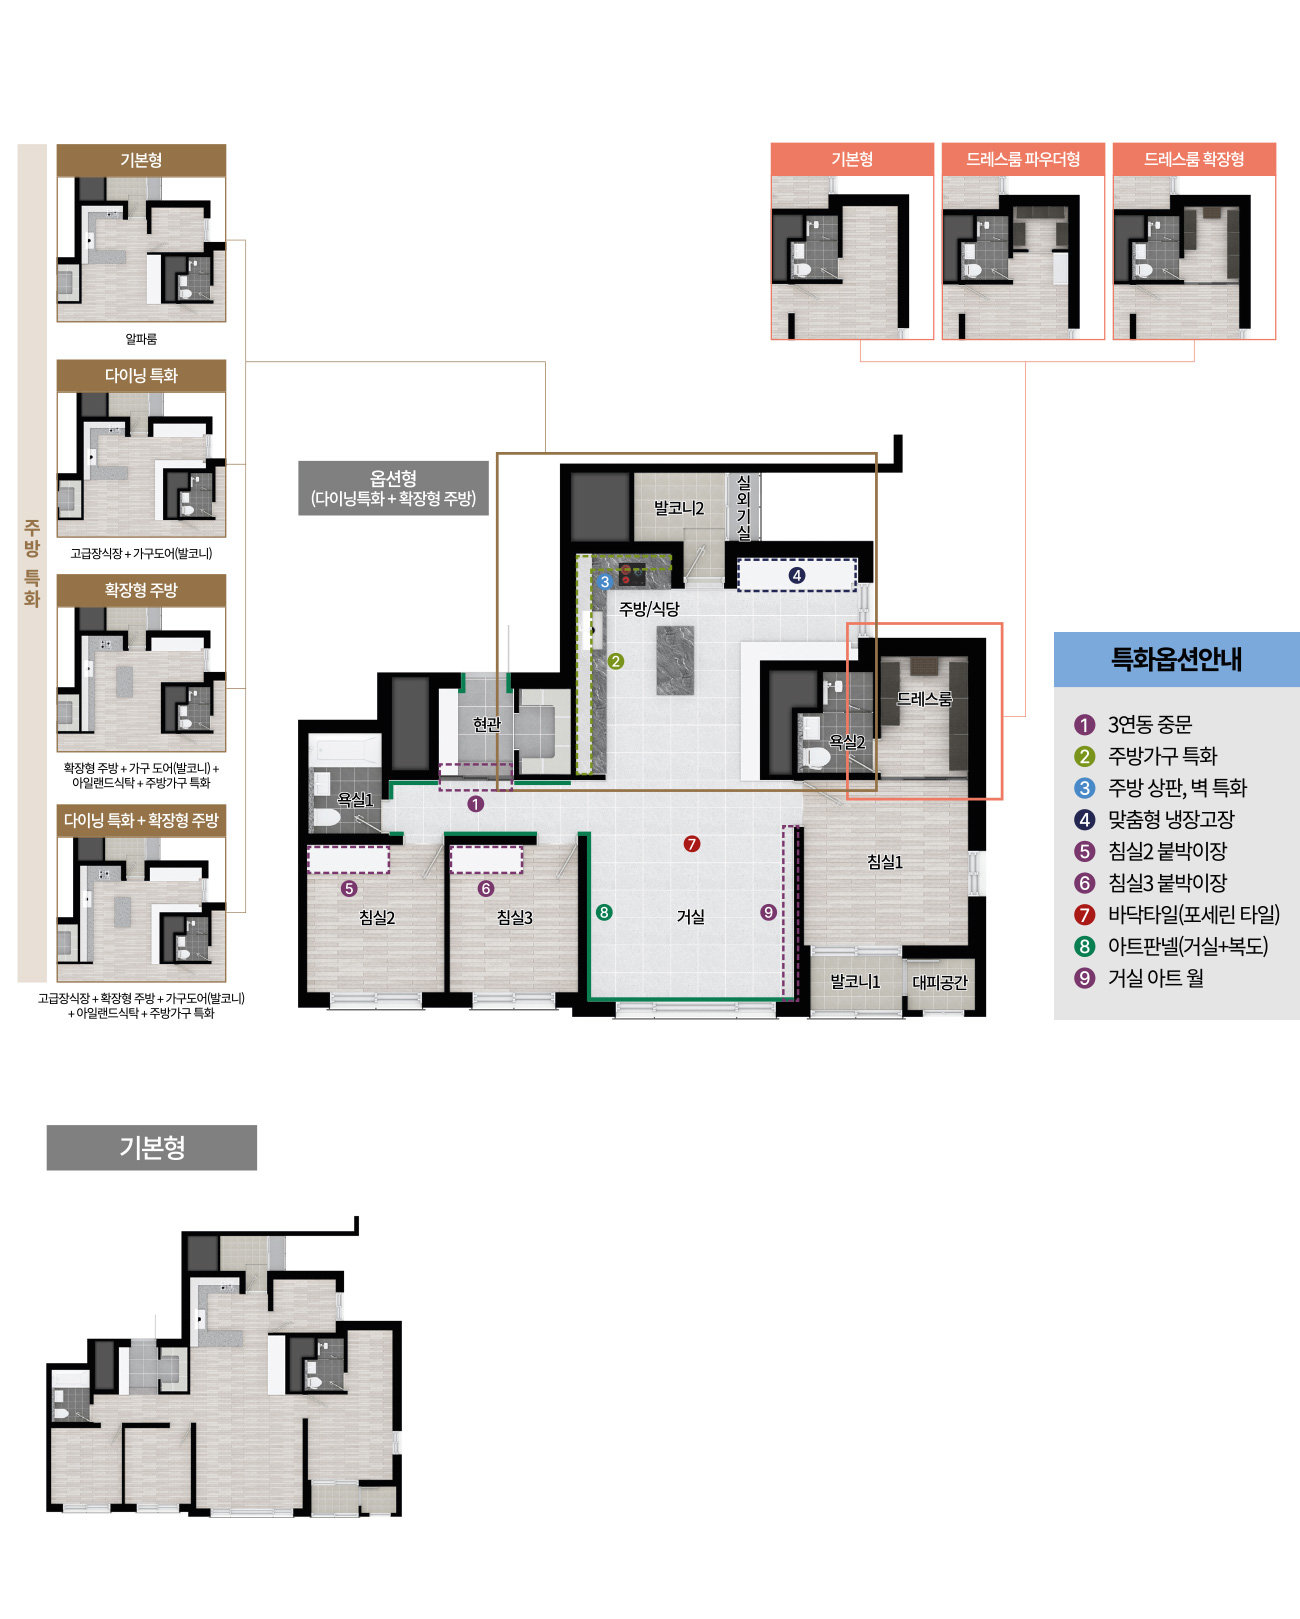 주방 특화
기본형
알파룸
다이닝 특화
고급장식장 + 가구도어(발코니)
확장형 주방
확장형 주방 + 가구 도어(발코니) +
아일랜드식탁 + 주방가구 특화
다이닝 특화 + 확장형 주방
고급장식장 + 확장형 주방 + 가구도어(발코니)
+ 아일랜드식탁 + 주방가구 특화
기본형
드레스룸 파우더형
드레스룸 확장형
옵션형
(다이닝특화 + 확장형 주방)
발코니2
실외기실
4
3
주방/식당
2
드레스룸
현관
욕실2
욕실1
1
7
침실1
5
6
8
9
침실2
침실3
거실
발코니1
대피공간
특화옵션안내
1 3연동 중문
2 주방가구 특화
3 주방 상판, 벽 특화
4 맞춤형 냉장고장
5 침실2 붙박이장
6 침실3 붙박이장
7 바닥타일(포세린 타일)
8 아트판넬(거실+복도)
9 거실 아트 월
기본형